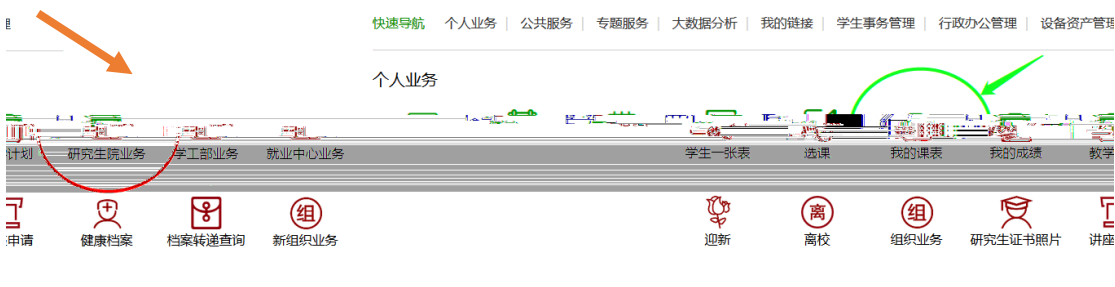 理
快速导航 个人业务 公共服务 专题服务 大数据分析 我的链接 学生事务管理 行政办公管理 设备资产管理
个人业务
计划 研究生院业务 学工部业务 就业中心业务 学生一张表 选课 我的课表 我的成绩 教学
组 离 组
申请 健康档案 档案转递查询 新组织业务 迎新 离校 组织业务 研究生证书照片 讲座